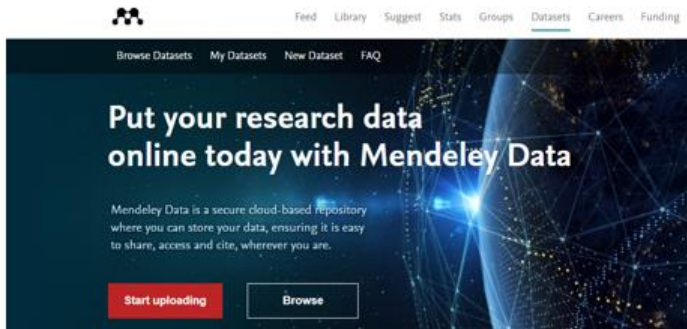 Feed Library Suggest Stats Groups Datasets Careers Funding
Browse Datasets My Datasets New Dataset FAQ
Put your research data
online today with Mendeley Data
Mendeley Data is a secure cloud-based repository
where you can store your data, ensuring it is easy
to share, access and cite, wherever you are.
Start uploading Browse